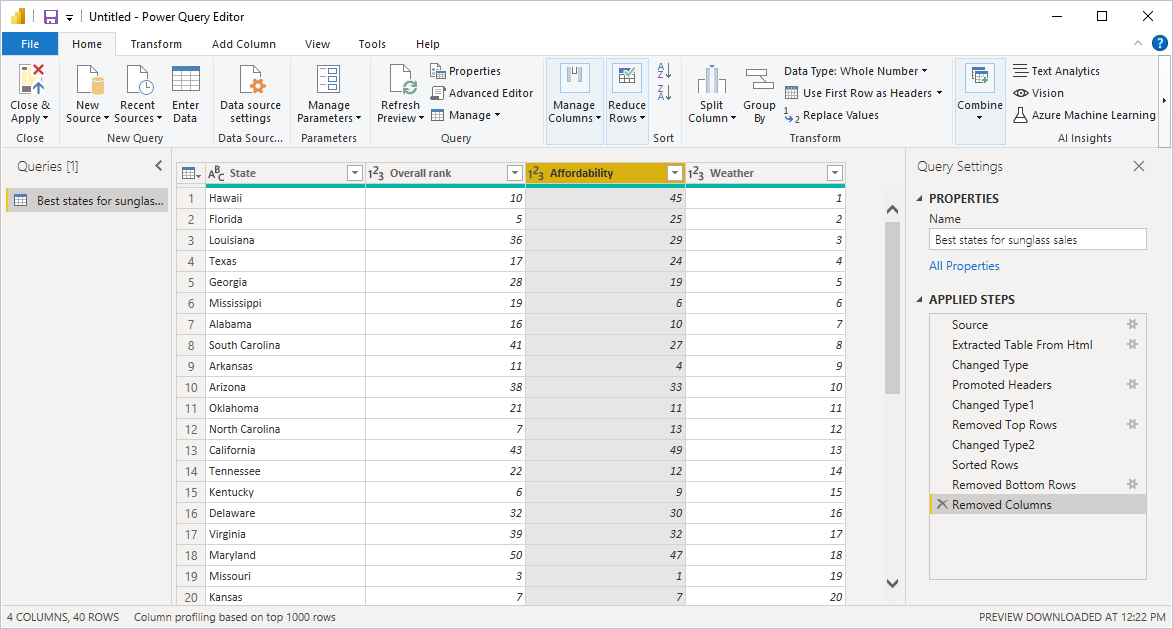 Untitled - Power Query Editor
File Home Transform Add Column View Tools Help
Close & Apply
Close
New Source
Recent Sources
Enter Data
New Query
Data source settings
Data Sourc...
Manage Parameters
Parameters
Refresh Preview
Properties
Advanced Editor
Manage
Query
Manage Columns
Reduce Rows
Sort
Split Column
Group By
Data Type: Whole Number
Use First Row as Headers
Replace Values
Transform
Combine
Text Analytics
Vision
Azure Machine Learning
AI Insights
Queries [1]
Best states for sunglas...
State Overall rank Affordability Weather
1 Hawaii 10 45 1
2 Florida 5 25 2
3 Louisiana 36 29 3
4 Texas 17 24 4
5 Georgia 28 19 5
6 Mississippi 19 6 6
7 Alabama 16 10 7
8 South Carolina 41 27 8
9 Arkansas 11 4 9
10 Arizona 38 33 10
11 Oklahoma 21 11 11
12 North Carolina 7 13 12
13 California 43 49 13
14 Tennessee 22 12 14
15 Kentucky 6 9 15
16 Delaware 32 30 16
17 Virginia 39 32 17
18 Maryland 50 47 18
19 Missouri 3 1 19
20 Kansas 7 7 20
Query Settings
PROPERTIES
Name
Best states for sunglass sales
All Properties
APPLIED STEPS
Source
Extracted Table From Html
Changed Type
Promoted Headers
Changed Type1
Removed Top Rows
Changed Type2
Sorted Rows
Removed Bottom Rows
Removed Columns
4 COLUMNS, 40 ROWS Column profiling based on top 1000 rows
PREVIEW DOWNLOADED AT 12:22 PM